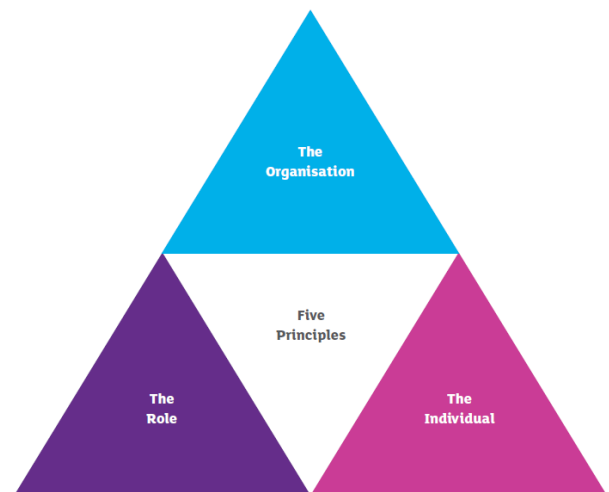 The
Organisation
Five
Principles
The
Role
The
Individual